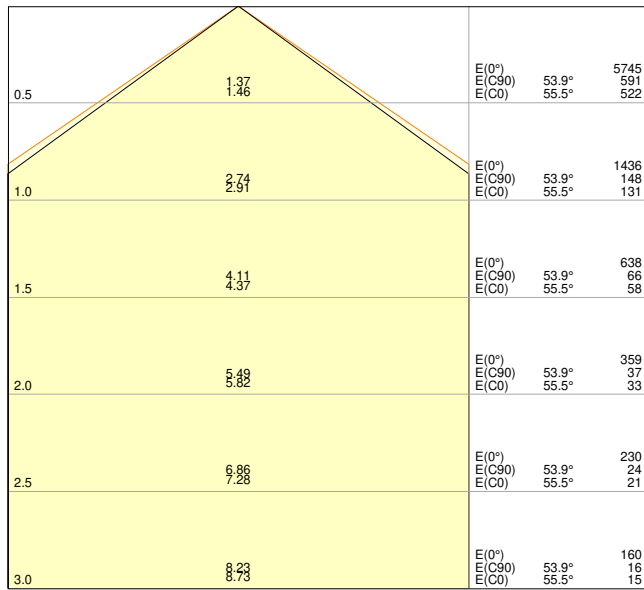 1.37
1.46
0.5
E(0°) 5745
E(C90) 53.9° 591
E(C0) 55.5° 522
2.74
2.91
1.0
E(0°) 1436
E(C90) 53.9° 148
E(C0) 55.5° 131
4.11
4.37
1.5
E(0°) 638
E(C90) 53.9° 66
E(C0) 55.5° 58
5.49
5.82
2.0
E(0°) 359
E(C90) 53.9° 37
E(C0) 55.5° 33
6.86
7.28
2.5
E(0°) 230
E(C90) 53.9° 24
E(C0) 55.5° 21
8.23
8.73
3.0
E(0°) 160
E(C90) 53.9° 16
E(C0) 55.5° 15